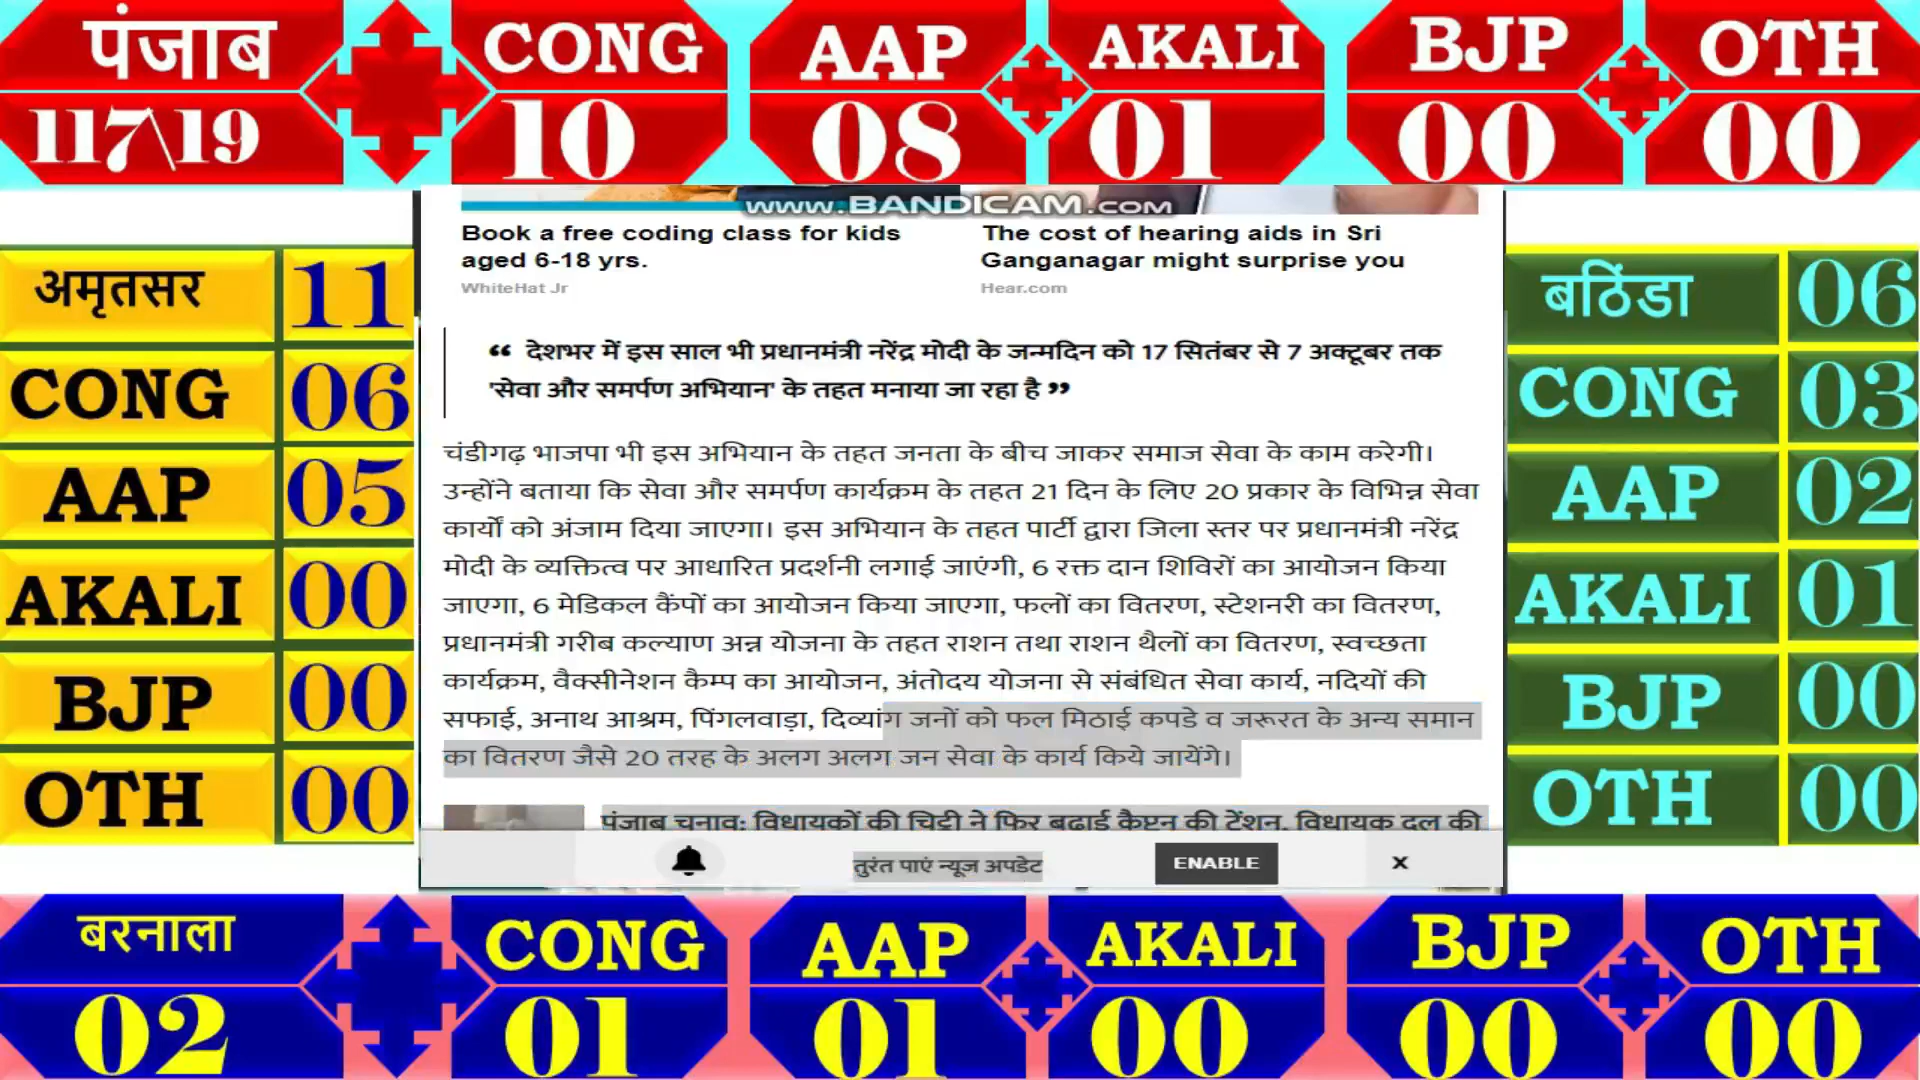 पंजाब CONG AAP AKALI BJP OTH
117\19 10 08 01 00 00
www.BANDICAM.com
Book a free coding class for kids
aged 6-18 yrs.
WhiteHat Jr
The cost of hearing aids in Sri
Ganganagar might surprise you
Hear.com
अमृतसर 11
CONG 06
AAP 05
AKALI 00
BJP 00
OTH 00
“ देशभर में इस साल भी प्रधानमंत्री नरेंद्र मोदी के जन्मदिन को 17 सितंबर से 7 अक्टूबर तक
'सेवा और समर्पण अभियान' के तहत मनाया जा रहा है ”
चंडीगढ़ भाजपा भी इस अभियान के तहत जनता के बीच जाकर समाज सेवा के काम करेगी।
उन्होंने बताया कि सेवा और समर्पण कार्यक्रम के तहत 21 दिन के लिए 20 प्रकार के विभिन्न सेवा
कार्यों को अंजाम दिया जाएगा। इस अभियान के तहत पार्टी द्वारा जिला स्तर पर प्रधानमंत्री नरेंद्र
मोदी के व्यक्तित्व पर आधारित प्रदर्शनी लगाई जाएंगी, 6 रक्त दान शिविरों का आयोजन किया
जाएगा, 6 मेडिकल कैंपों का आयोजन किया जाएगा, फलों का वितरण, स्टेशनरी का वितरण,
प्रधानमंत्री गरीब कल्याण अन्न योजना के तहत राशन तथा राशन थैलों का वितरण, स्वच्छता
कार्यक्रम, वैक्सीनेशन कैम्प का आयोजन, अंतोदय योजना से संबंधित सेवा कार्य, नदियों की
सफाई, अनाथ आश्रम, पिंगलवाड़ा, दिव्यांग जनों को फल मिठाई कपडे व जरूरत के अन्य समान
का वितरण जैसे 20 तरह के अलग अलग जन सेवा के कार्य किये जायेंगे।
पंजाब चुनाव: विधायकों की चिट्ठी ने फिर बढ़ाई कैप्टन की टेंशन, विधायक दल की
तुरंत पाएं न्यूज अपडेट
ENABLE
x
बठिंडा 06
CONG 03
AAP 02
AKALI 01
BJP 00
OTH 00
बरनाला CONG AAP AKALI BJP OTH
02 01 01 00 00 00